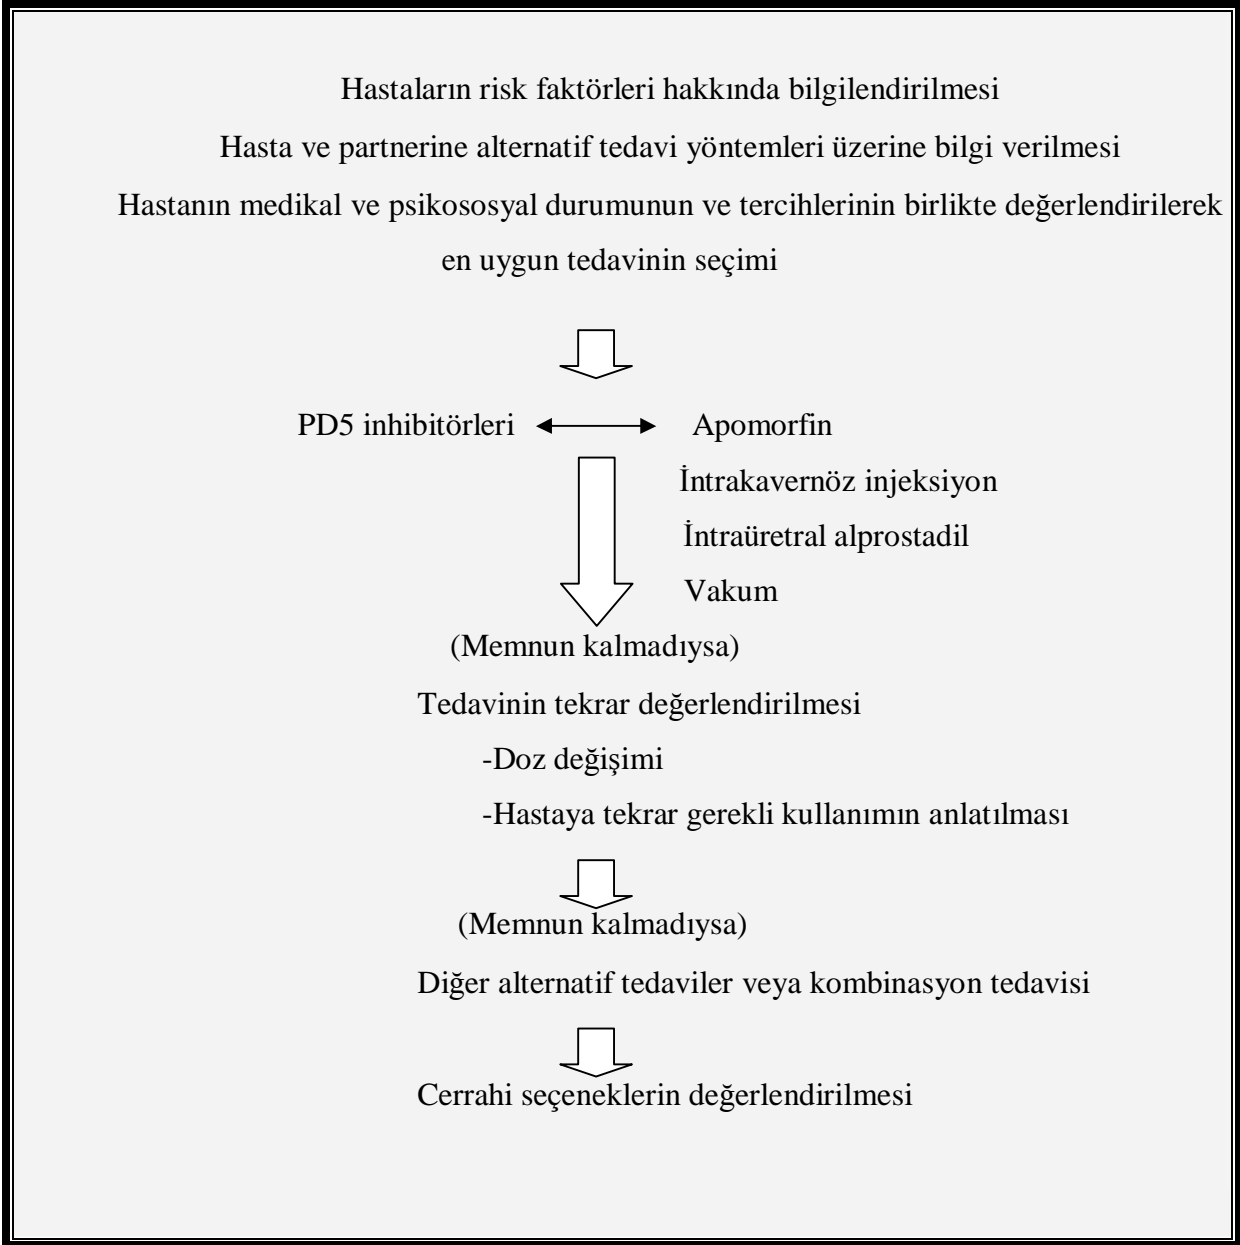 Hastaların risk faktörleri hakkında bilgilendirilmesi
Hasta ve partnerine alternatif tedavi yöntemleri üzerine bilgi verilmesi
Hastanın medikal ve psikososyal durumunun ve tercihlerinin birlikte değerlendirilerek
en uygun tedavinin seçimi
PD5 inhibitörleri Apomorfin
İntrakavernöz injeksiyon
İntraüretral alprostadil
Vakum
(Memnun kalmadıysa)
Tedavinin tekrar değerlendirilmesi
-Doz değişimi
-Hastaya tekrar gerekli kullanımın anlatılması
(Memnun kalmadıysa)
Diğer alternatif tedaviler veya kombinasyon tedavisi
Cerrahi seçeneklerin değerlendirilmesi